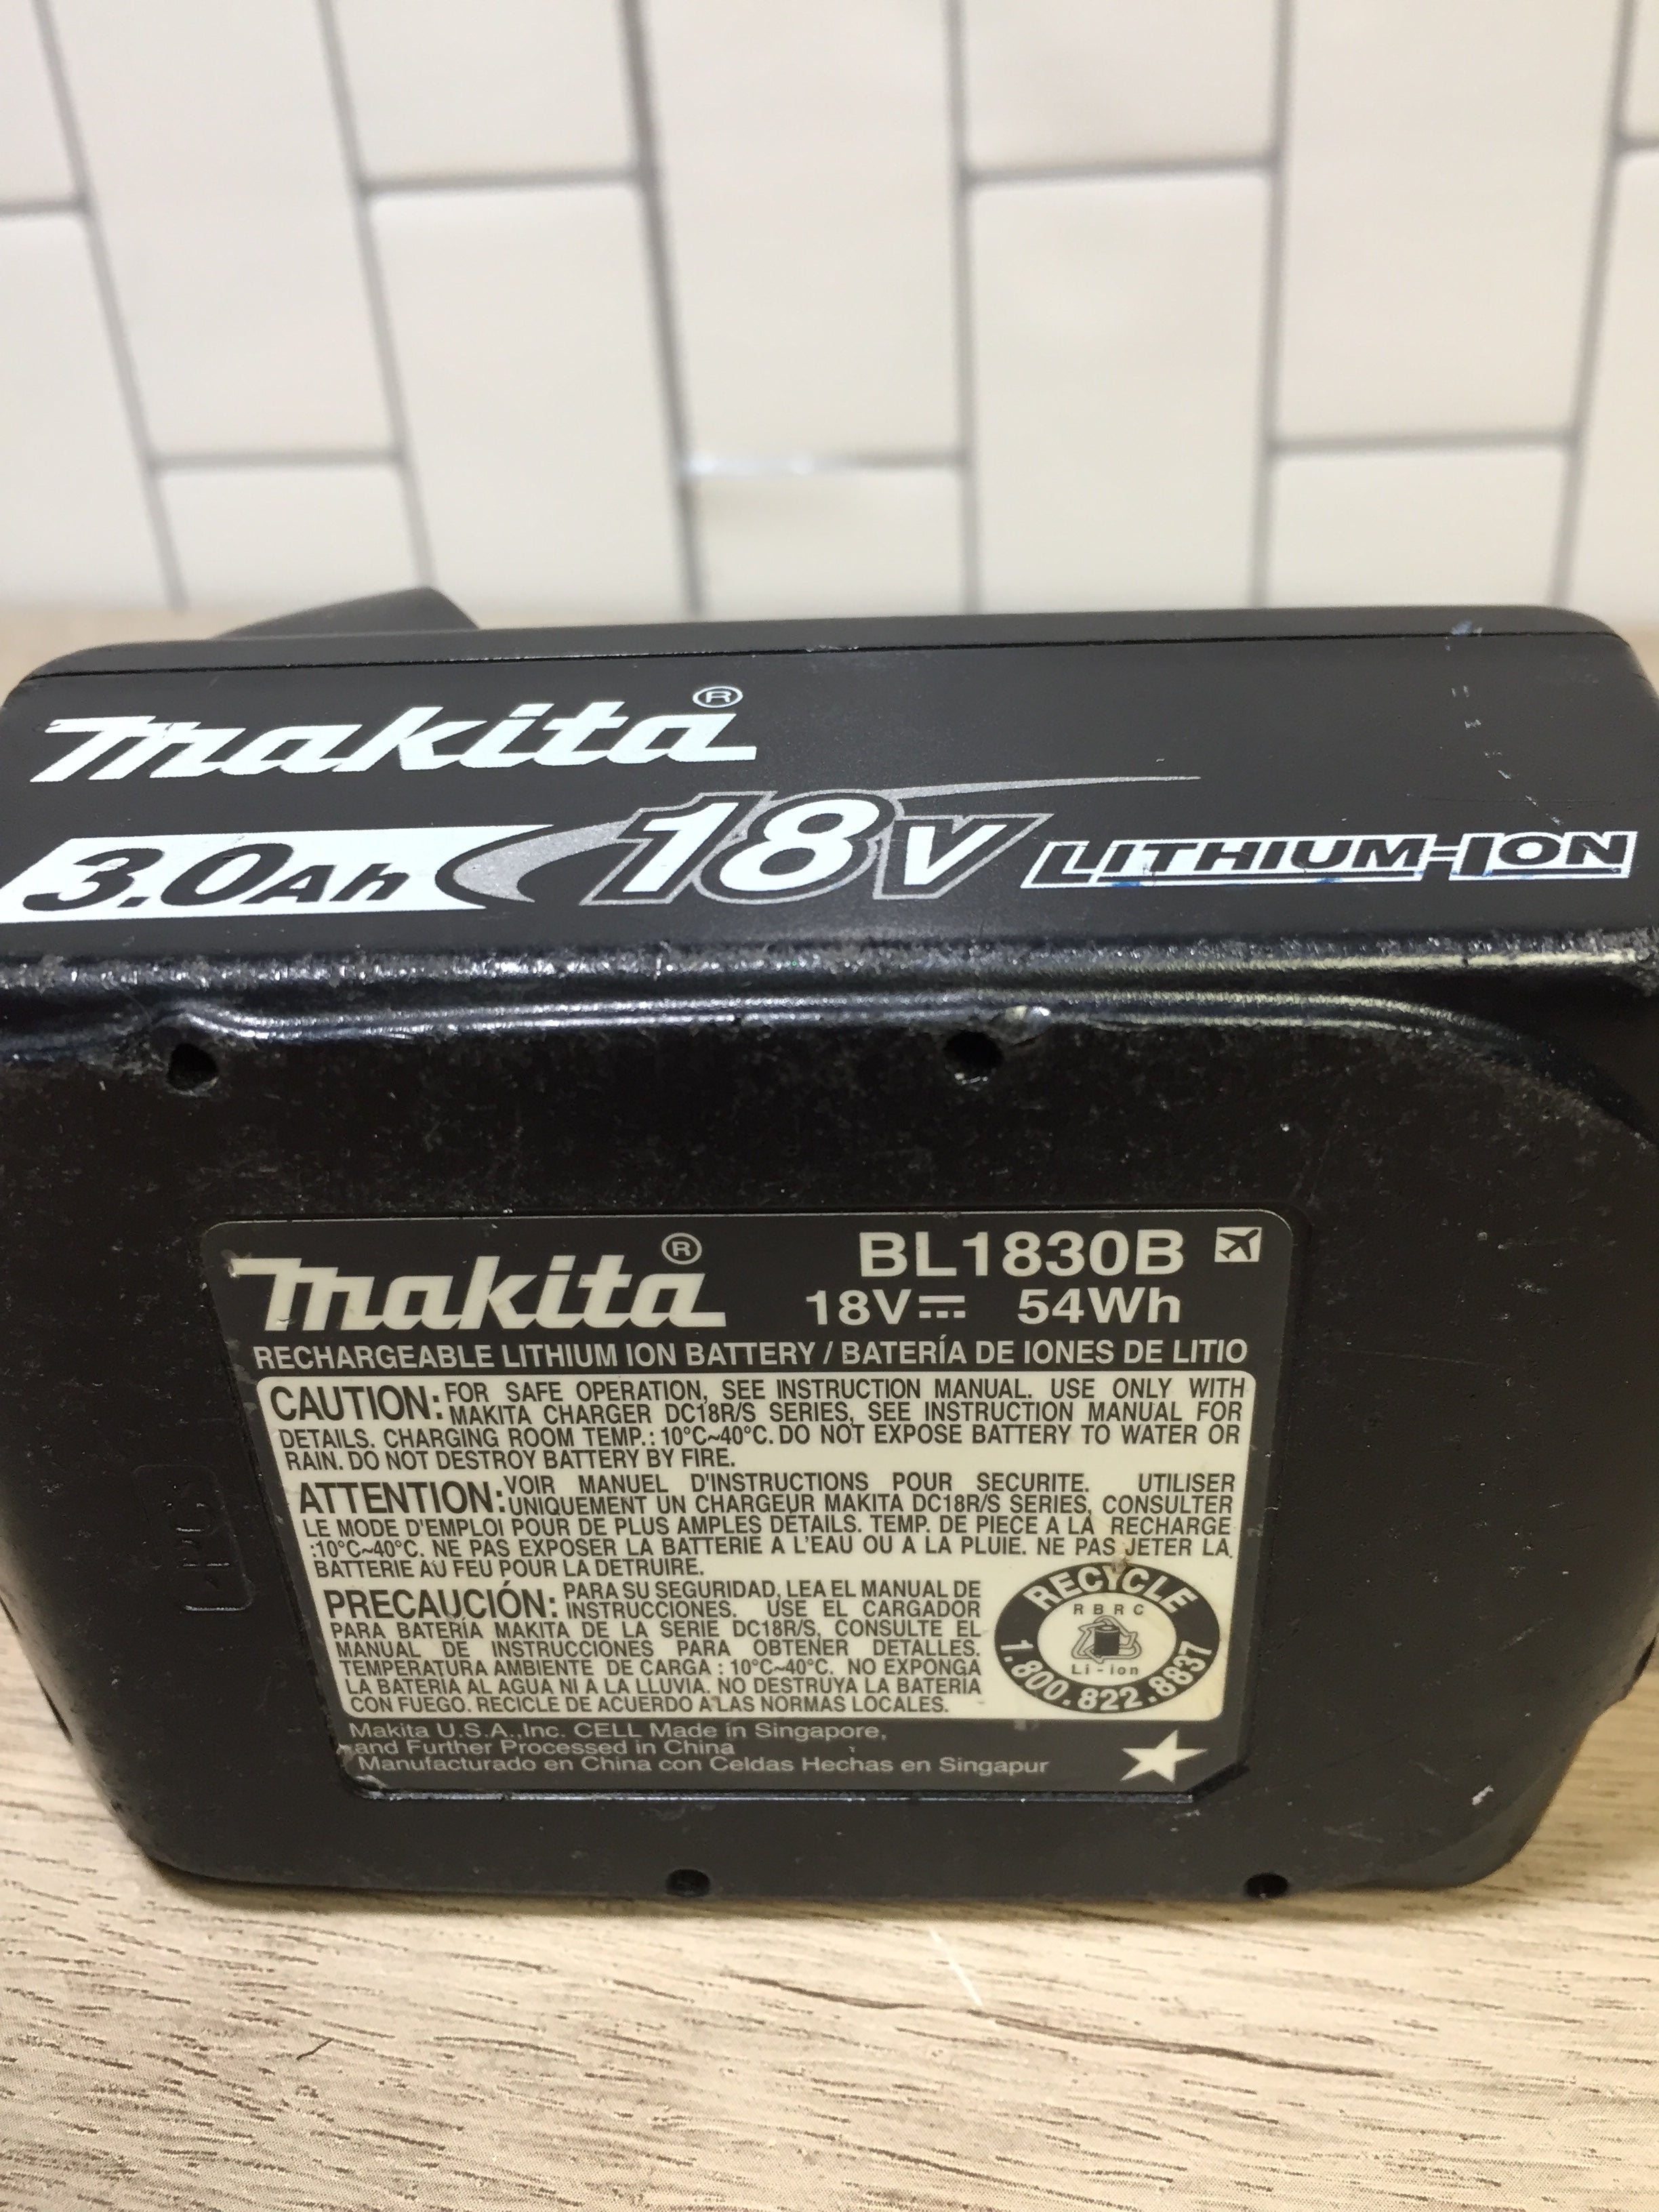 makita®
3.0Ah 18V LITHIUM-ION
makita® BL1830B
18V 54Wh
RECHARGEABLE LITHIUM ION BATTERY / BATERÍA DE IONES DE LITIO
CAUTION: FOR SAFE OPERATION, SEE INSTRUCTION MANUAL. USE ONLY WITH
MAKITA CHARGER DC18R/S SERIES, SEE INSTRUCTION MANUAL FOR
DETAILS. CHARGING ROOM TEMP.: 10°C~40°C. DO NOT EXPOSE BATTERY TO WATER OR
RAIN. DO NOT DESTROY BATTERY BY FIRE.
ATTENTION: VOIR MANUEL D'INSTRUCTIONS POUR SECURITE. UTILISER
UNIQUEMENT UN CHARGEUR MAKITA DC18R/S SERIES, CONSULTER
LE MODE D'EMPLOI POUR DE PLUS AMPLES DETAILS. TEMP. DE PIECE A LA RECHARGE
:10°C~40°C. NE PAS EXPOSER LA BATTERIE A L'EAU OU A LA PLUIE. NE PAS JETER LA
BATTERIE AU FEU POUR LA DETRUIRE.
PRECAUCIÓN: PARA SU SEGURIDAD, LEA EL MANUAL DE
INSTRUCCIONES. USE EL CARGADOR
PARA BATERÍA MAKITA DE LA SERIE DC18R/S, CONSULTE EL
MANUAL DE INSTRUCCIONES PARA OBTENER DETALLES.
TEMPERATURA AMBIENTE DE CARGA : 10°C~40°C. NO EXPONGA
LA BATERIA AL AGUA NI A LA LLUVIA. NO DESTRUYA LA BATERIA
CON FUEGO. RECICLE DE ACUERDO A LAS NORMAS LOCALES.
RECYCLE
RBRC
Li-ion
1.800.822.8837
Makita U.S.A.,Inc. CELL Made in Singapore,
and Further Processed in China
Manufacturado en China con Celdas Hechas en Singapur